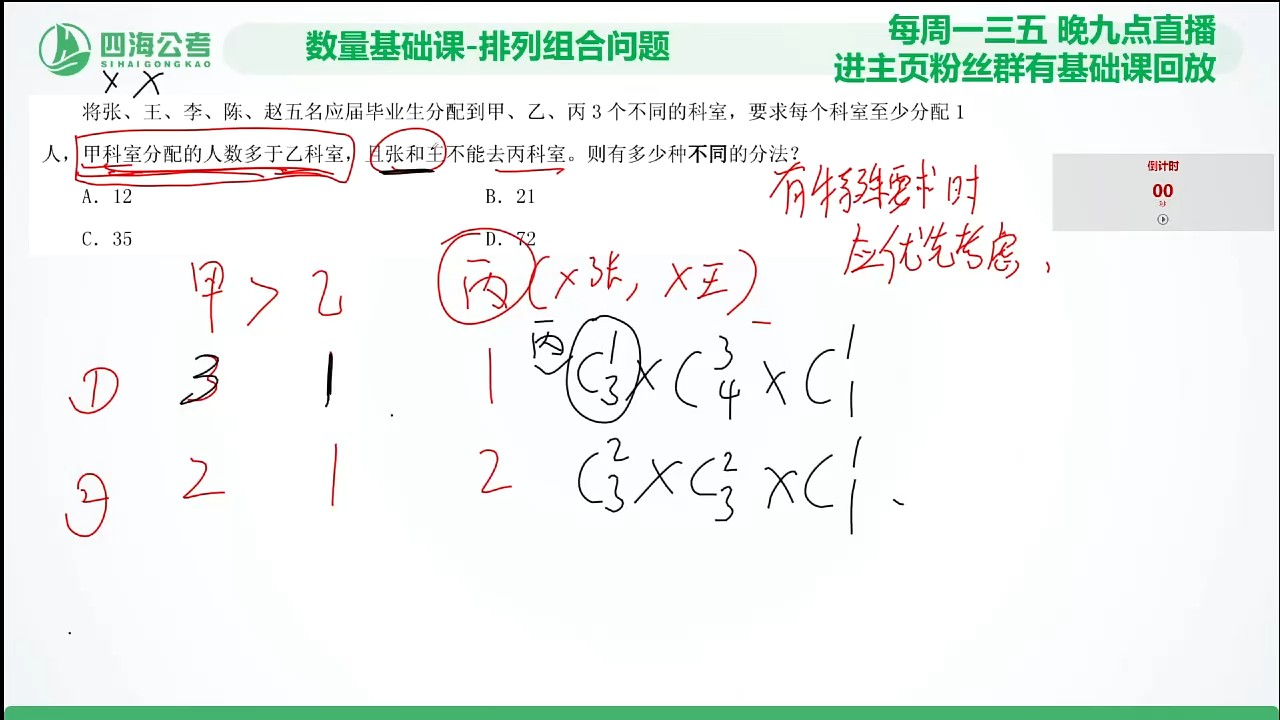 四海公考
SIHAIGONGKAO
数量基础课-排列组合问题
每周一三五 晚九点直播
进主页粉丝群有基础课回放
× ×
将张、王、李、陈、赵五名应届毕业生分配到甲、乙、丙 3 个不同的科室，要求每个科室至少分配 1
人，甲科室分配的人数多于乙科室，且张和王不能去丙科室。则有多少种不同的分法？
A. 12 B. 21
C. 35 D. 72
倒计时
00
秒
有特殊要求时
应优先考虑，
甲 > 乙 丙 (×张, ×王)
① 3 1 1 丙 C₃¹ × C₄³ × C₁¹
② 2 1 2 C₃² × C₃² × C₁¹